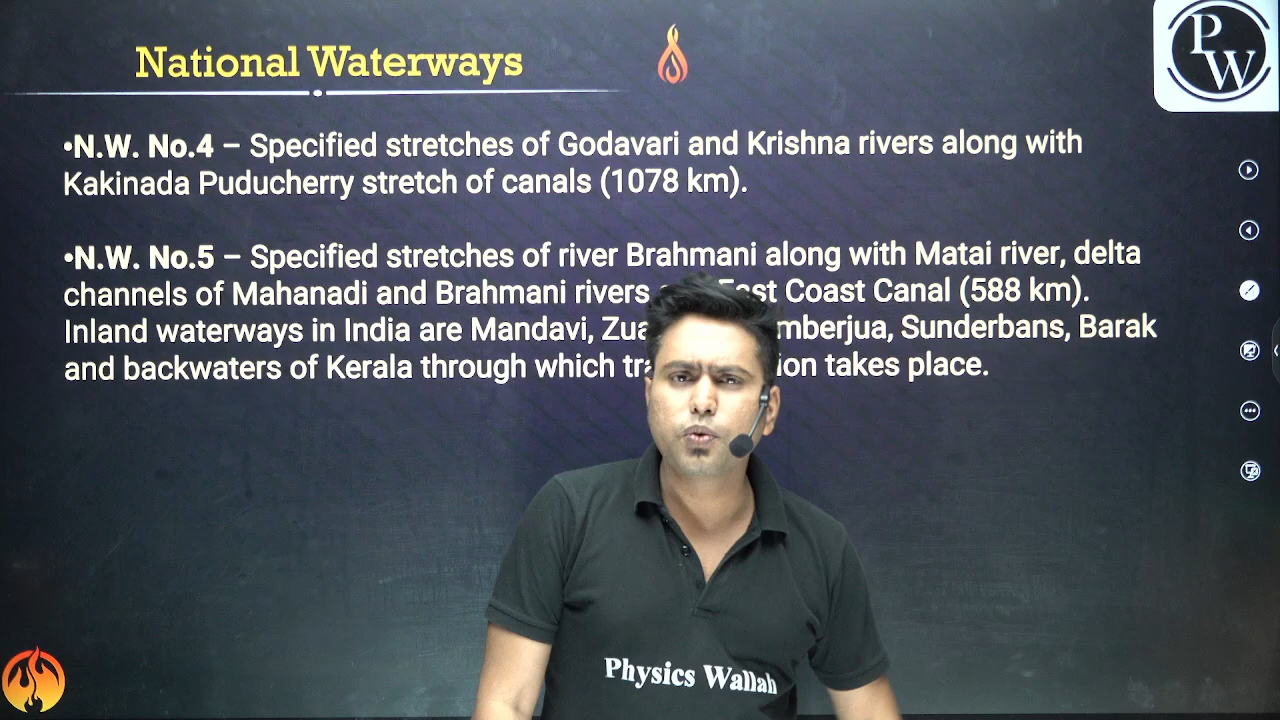 National Waterways
PW
•N.W. No.4 – Specified stretches of Godavari and Krishna rivers along with
Kakinada Puducherry stretch of canals (1078 km).
•N.W. No.5 – Specified stretches of river Brahmani along with Matai river, delta
channels of Mahanadi and Brahmani rivers East Coast Canal (588 km).
Inland waterways in India are Mandavi, Sunderbans, Barak
and backwaters of Kerala through which takes place.
Physics Wallah